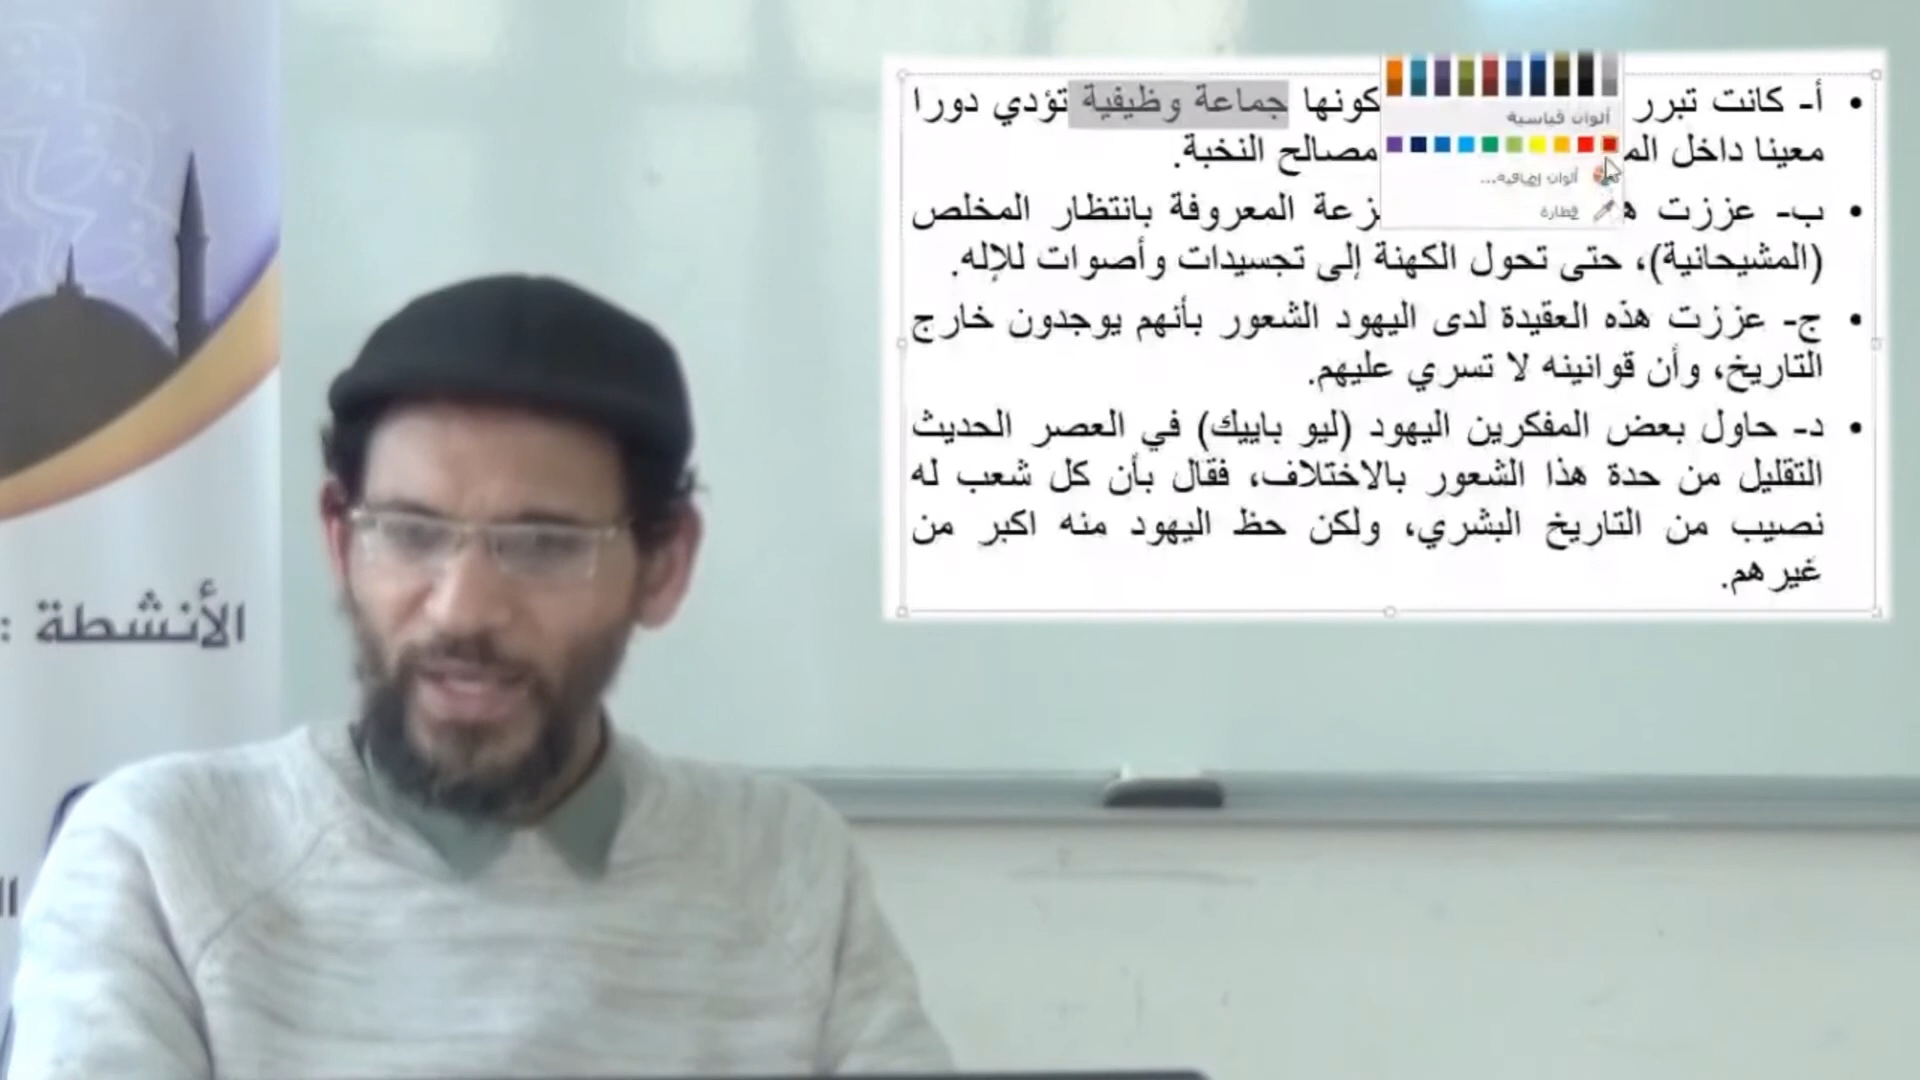 أ- كانت تبرر كونها جماعة وظيفية تؤدي دورا
معينا داخل مصالح النخبة.
ب- عززت المعروفة بانتظار المخلص
(المشيحانية)، حتى تحول الكهنة إلى تجسيدات وأصوات للإله.
ج- عززت هذه العقيدة لدى اليهود الشعور بأنهم يوجدون خارج
التاريخ، وأن قوانينه لا تسري عليهم.
د- حاول بعض المفكرين اليهود (ليو باييك) في العصر الحديث
التقليل من حدة هذا الشعور بالاختلاف، فقال بأن كل شعب له
نصيب من التاريخ البشري، ولكن حظ اليهود منه اكبر من
غيرهم.
ألوان قياسية
ألوان إضافية...
قطارة
الأنشطة :